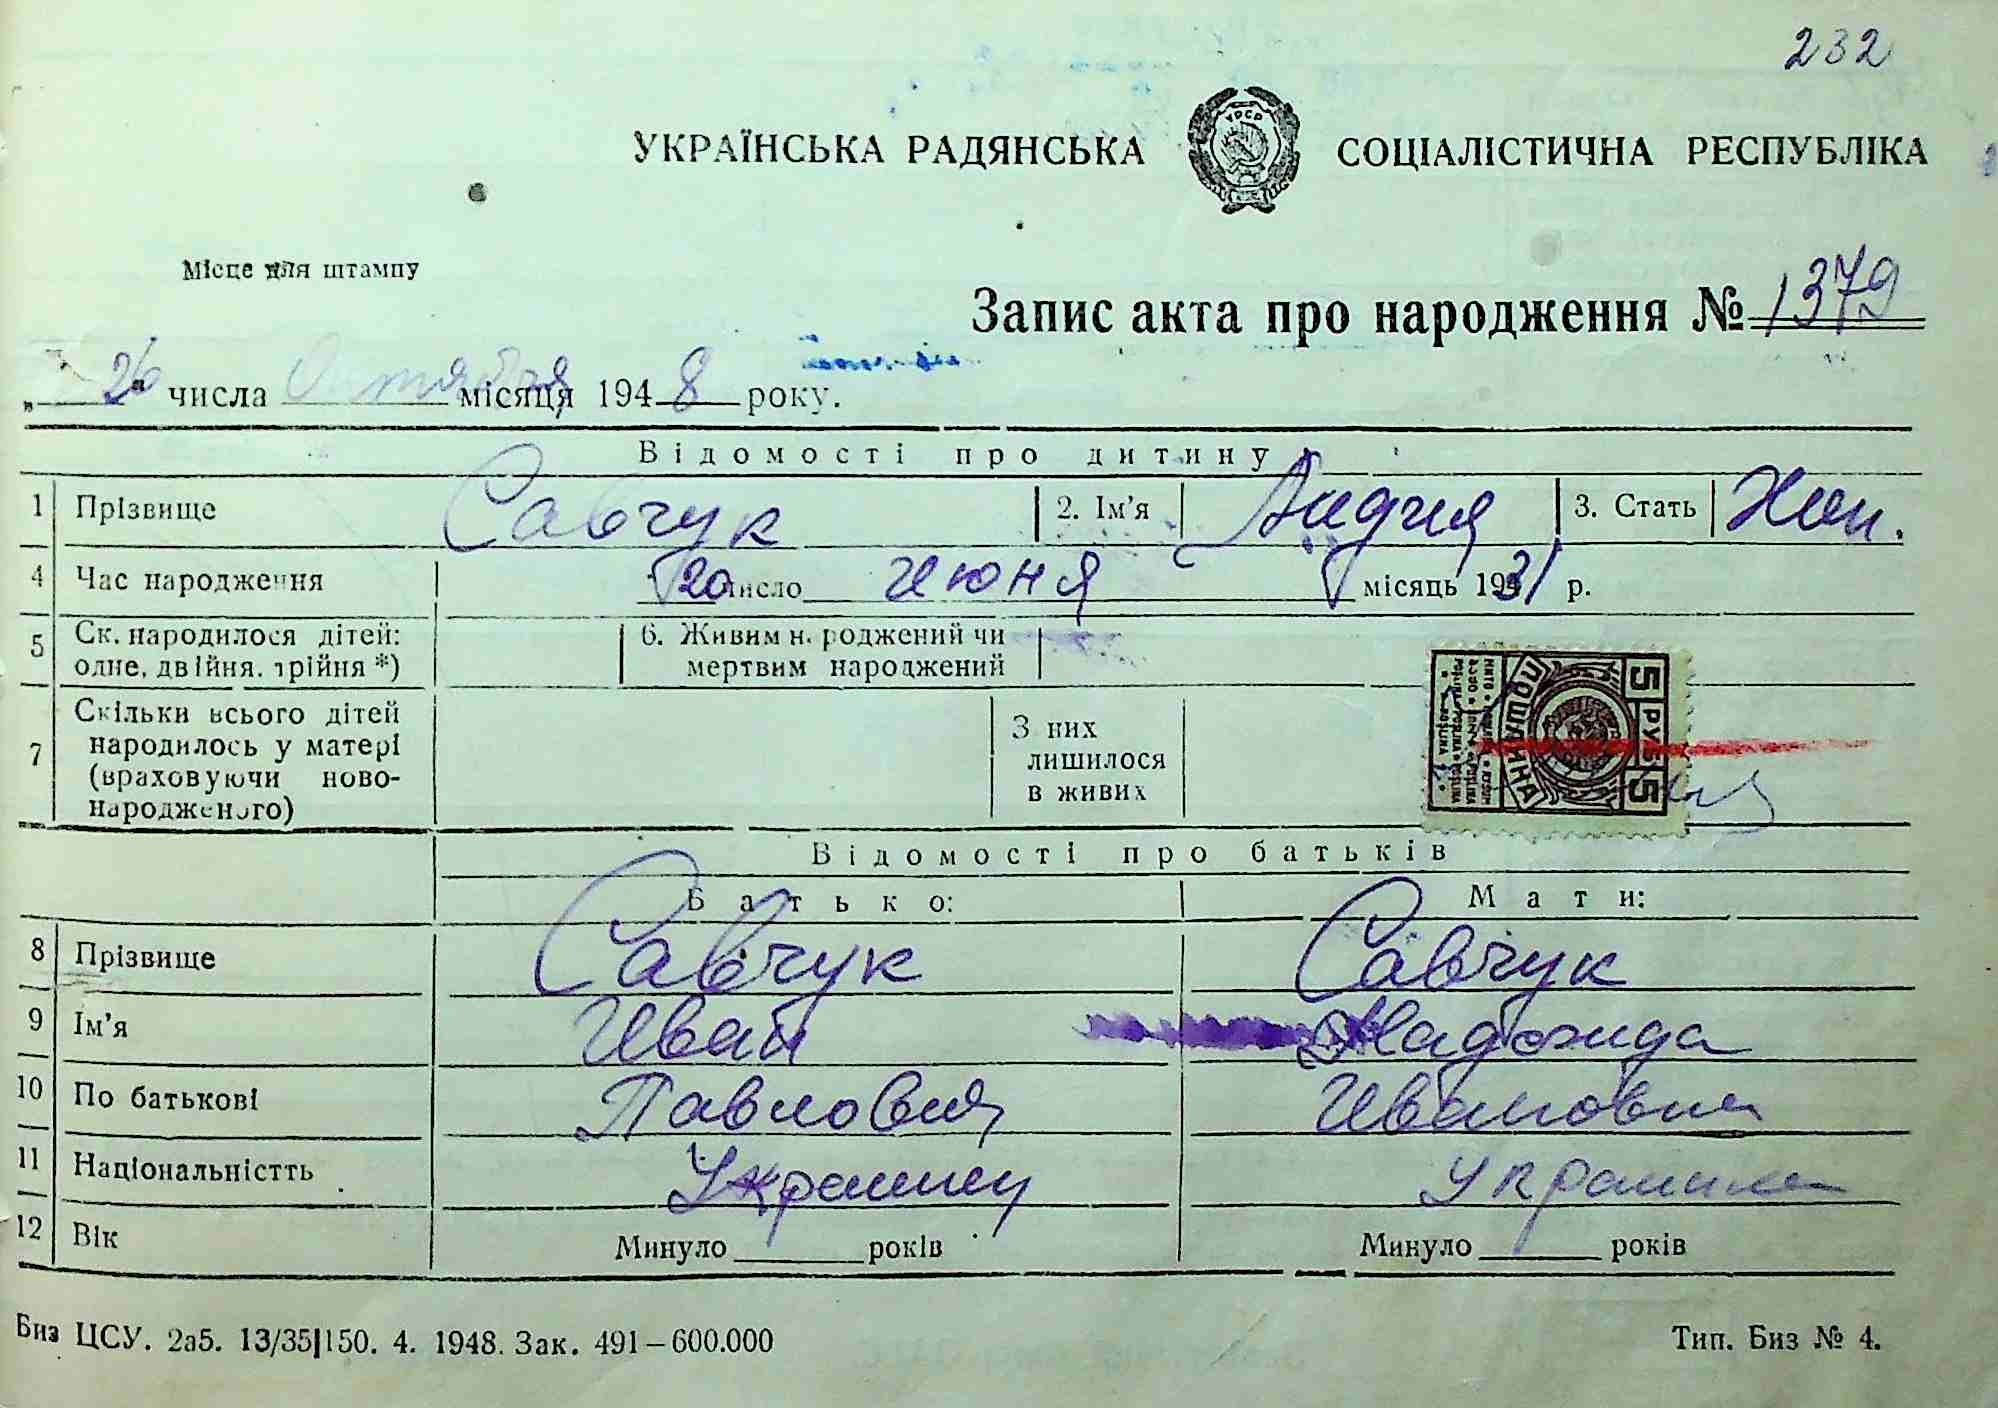 232
УКРАЇНСЬКА РАДЯНСЬКА СОЦІАЛІСТИЧНА РЕСПУБЛІКА
УРСР
Місце для штампу
Запис акта про народження № 1379
„26" числа Октября місяця 1948 року.
Відомості про дитину
1 Прізвище Савчук 2. Ім'я Лидия 3. Стать Жен.
4 Час народження 20 число июня місяць 1931 р.
5 Ск. народилося дітей: одне, двійня, трійня *) 6. Живим народжений чи мертвим народжений
7 Скільки всього дітей народилось у матері (враховуючи новонародженого) З них лишилося в живих
5 РУБ 5
ПОШЛИНА
Відомості про батьків
Батько: Мати:
8 Прізвище Савчук Савчук
9 Ім'я Иван
10 По батькові Павлович Ивановна
11 Національністть Украинец Украинка
12 Вік Минуло років Минуло років
Биз ЦСУ. 2а5. 13/35|150. 4. 1948. Зак. 491–600.000 Тип. Биз № 4.